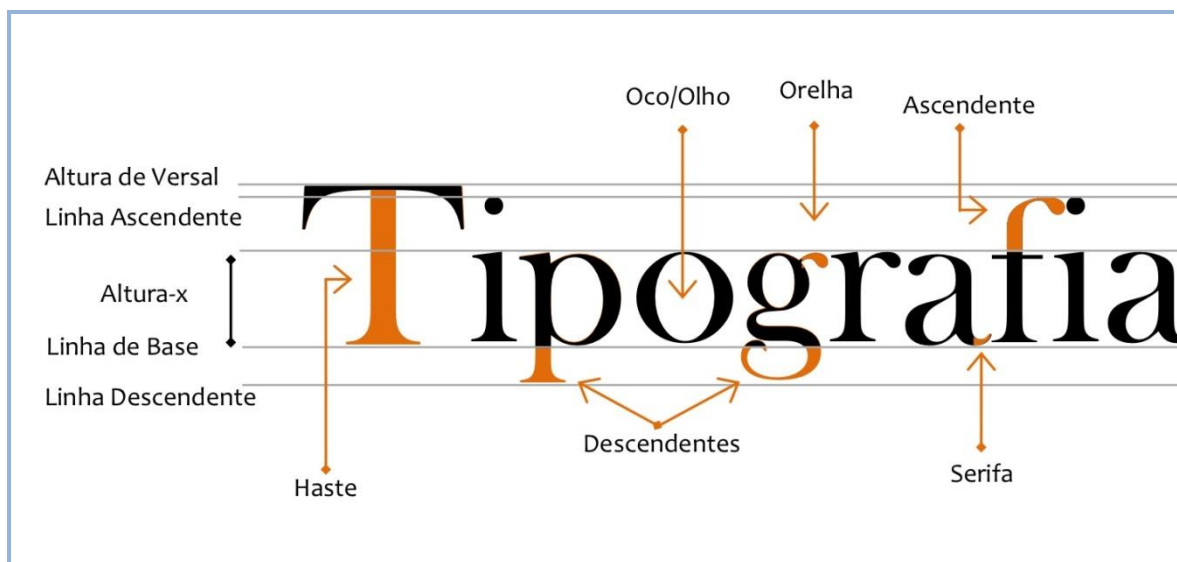 Oco/Olho
Orelha
Ascendente
Altura de Versal
Linha Ascendente
Tipografia
Altura-x
Linha de Base
Linha Descendente
Descendentes
Serifa
Haste